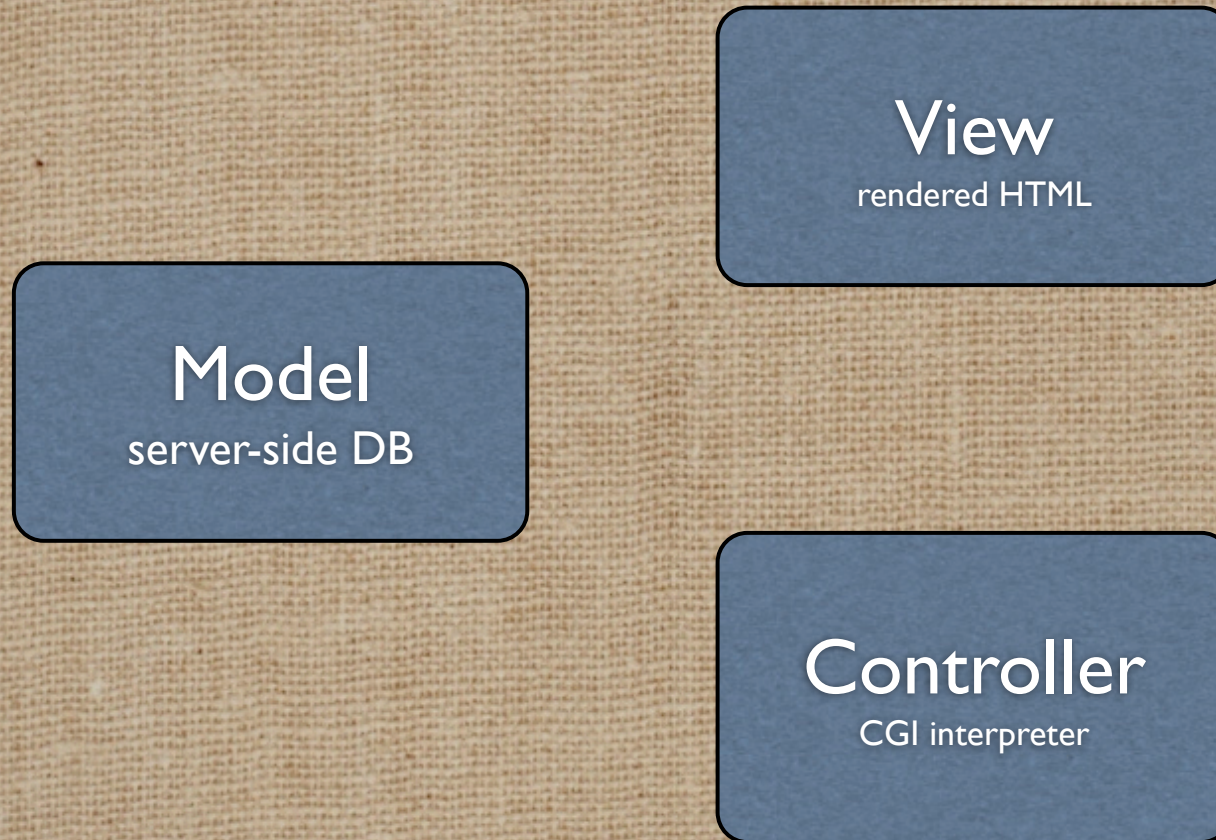 View
rendered HTML
Model
server-side DB
Controller
CGI interpreter